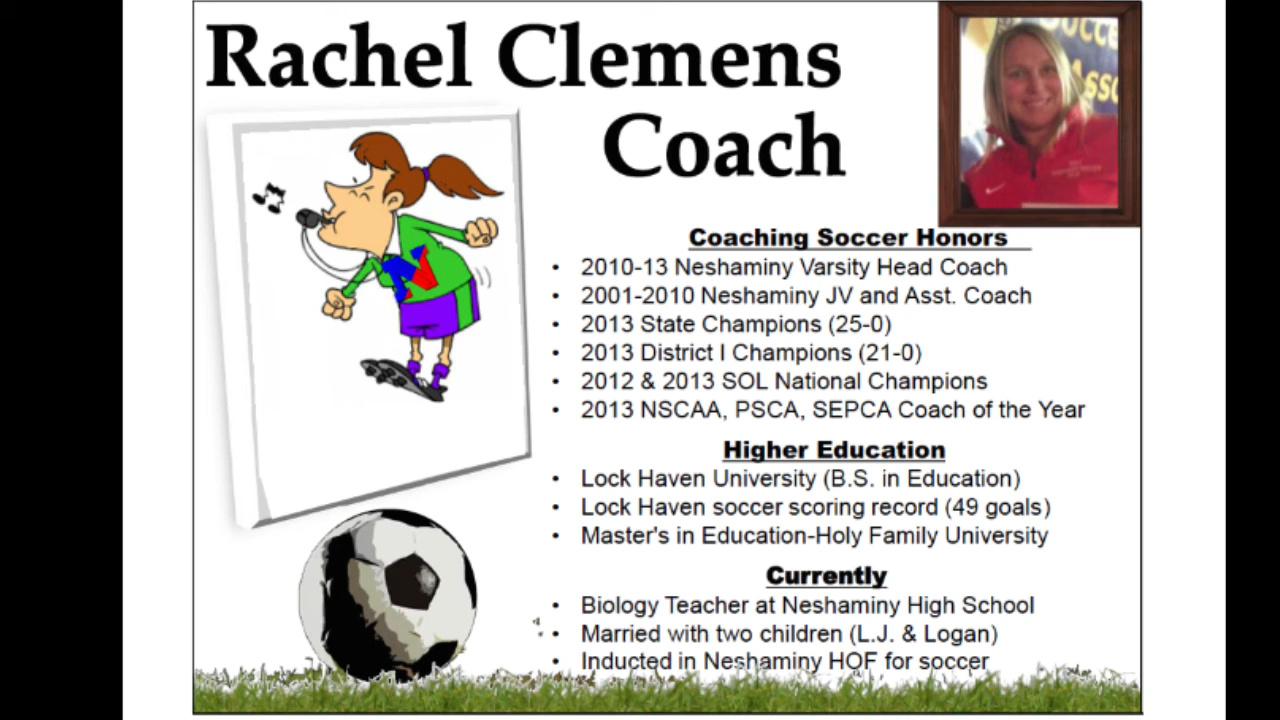 Rachel Clemens
Coach
Coaching Soccer Honors
• 2010-13 Neshaminy Varsity Head Coach
• 2001-2010 Neshaminy JV and Asst. Coach
• 2013 State Champions (25-0)
• 2013 District I Champions (21-0)
• 2012 & 2013 SOL National Champions
• 2013 NSCAA, PSCA, SEPCA Coach of the Year
Higher Education
• Lock Haven University (B.S. in Education)
• Lock Haven soccer scoring record (49 goals)
• Master's in Education-Holy Family University
Currently
• Biology Teacher at Neshaminy High School
• Married with two children (L.J. & Logan)
• Inducted in Neshaminy HOF for soccer